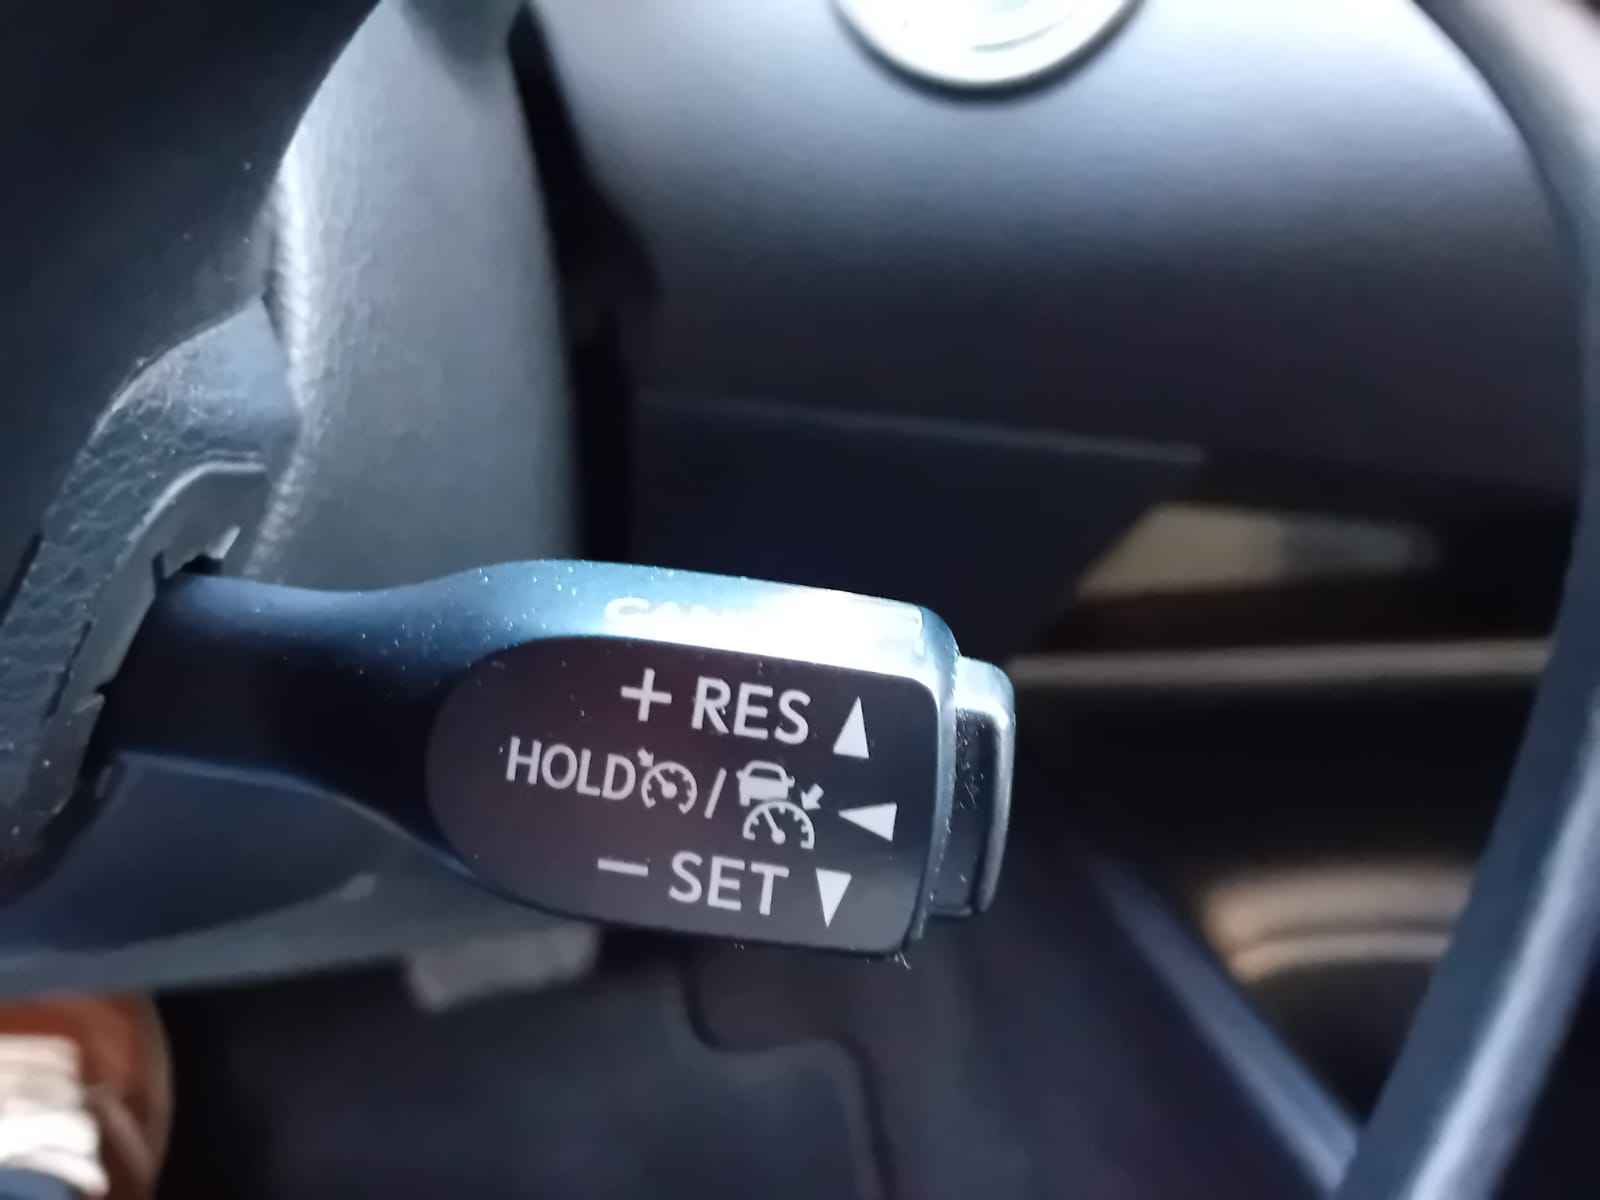 + RES ▲
HOLD / ◀
− SET ▼